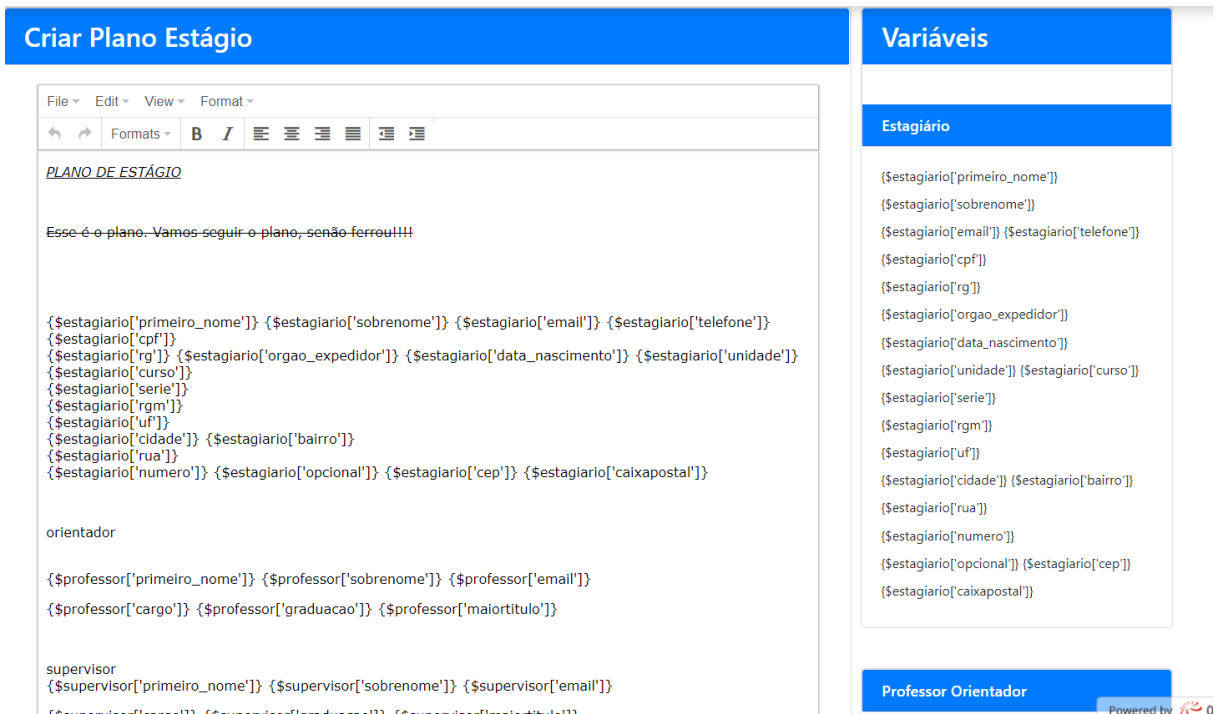 Criar Plano Estágio
File Edit View Format
Formats B I
PLANO DE ESTÁGIO
Esse é o plano. Vamos seguir o plano, senão ferrou!!!!
{$estagiario['primeiro_nome']} {$estagiario['sobrenome']} {$estagiario['email']} {$estagiario['telefone']}
{$estagiario['cpf']}
{$estagiario['rg']} {$estagiario['orgao_expedidor']} {$estagiario['data_nascimento']} {$estagiario['unidade']}
{$estagiario['curso']}
{$estagiario['serie']}
{$estagiario['rgm']}
{$estagiario['uf']}
{$estagiario['cidade']} {$estagiario['bairro']}
{$estagiario['rua']}
{$estagiario['numero']} {$estagiario['opcional']} {$estagiario['cep']} {$estagiario['caixapostal']}
orientador
{$professor['primeiro_nome']} {$professor['sobrenome']} {$professor['email']}
{$professor['cargo']} {$professor['graduacao']} {$professor['maiortitulo']}
supervisor
{$supervisor['primeiro_nome']} {$supervisor['sobrenome']} {$supervisor['email']}
{$supervisor['cargo']} {$supervisor['graduacao']} {$supervisor['maiortitulo']}
Variáveis
Estagiário
{$estagiario['primeiro_nome']}
{$estagiario['sobrenome']}
{$estagiario['email']} {$estagiario['telefone']}
{$estagiario['cpf']}
{$estagiario['rg']}
{$estagiario['orgao_expedidor']}
{$estagiario['data_nascimento']}
{$estagiario['unidade']} {$estagiario['curso']}
{$estagiario['serie']}
{$estagiario['rgm']}
{$estagiario['uf']}
{$estagiario['cidade']} {$estagiario['bairro']}
{$estagiario['rua']}
{$estagiario['numero']}
{$estagiario['opcional']} {$estagiario['cep']}
{$estagiario['caixapostal']}
Professor Orientador
Powered by